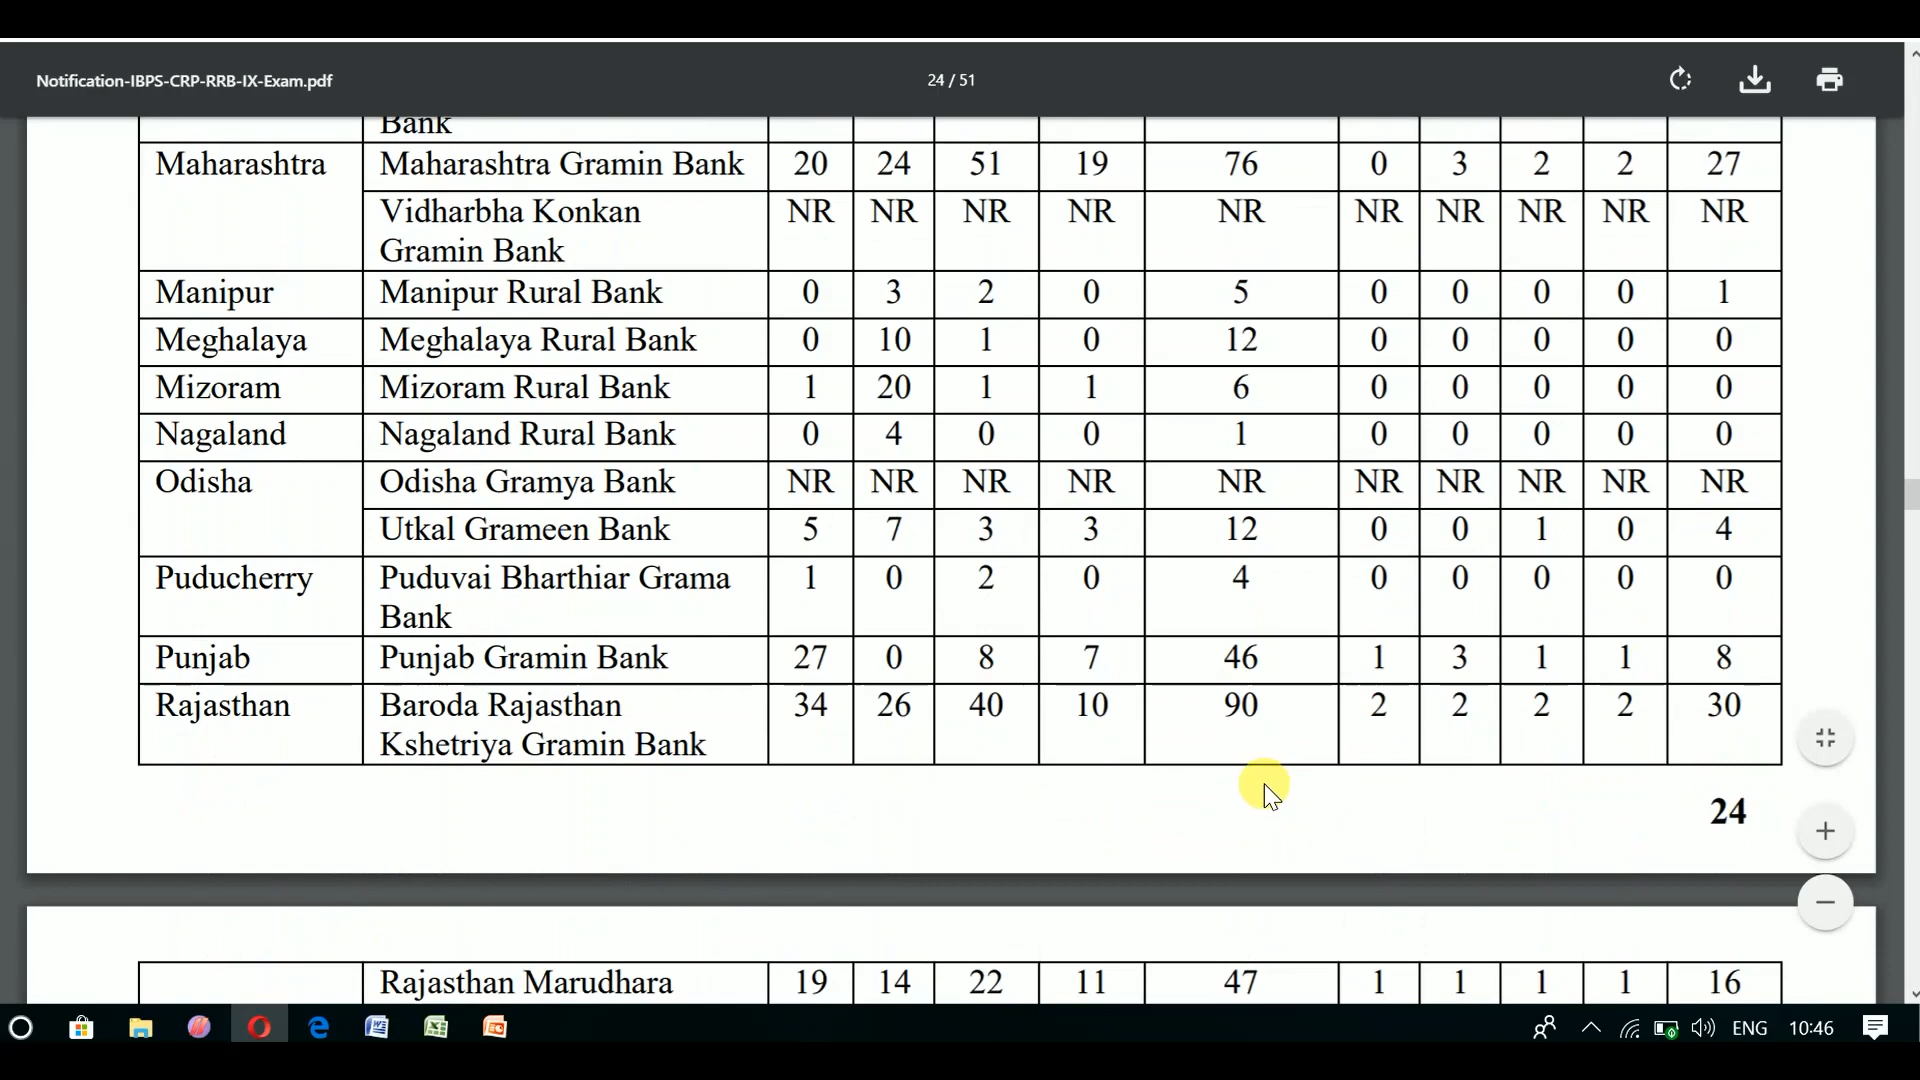 Notification-IBPS-CRP-RRB-IX-Exam.pdf 24 / 51
Bank
Maharashtra Maharashtra Gramin Bank 20 24 51 19 76 0 3 2 2 27
Vidharbha Konkan NR NR NR NR NR NR NR NR NR NR
Gramin Bank
Manipur Manipur Rural Bank 0 3 2 0 5 0 0 0 0 1
Meghalaya Meghalaya Rural Bank 0 10 1 0 12 0 0 0 0 0
Mizoram Mizoram Rural Bank 1 20 1 1 6 0 0 0 0 0
Nagaland Nagaland Rural Bank 0 4 0 0 1 0 0 0 0 0
Odisha Odisha Gramya Bank NR NR NR NR NR NR NR NR NR NR
Utkal Grameen Bank 5 7 3 3 12 0 0 1 0 4
Puducherry Puduvai Bharthiar Grama 1 0 2 0 4 0 0 0 0 0
Bank
Punjab Punjab Gramin Bank 27 0 8 7 46 1 3 1 1 8
Rajasthan Baroda Rajasthan 34 26 40 10 90 2 2 2 2 30
Kshetriya Gramin Bank
24
Rajasthan Marudhara 19 14 22 11 47 1 1 1 1 16
ENG 10:46